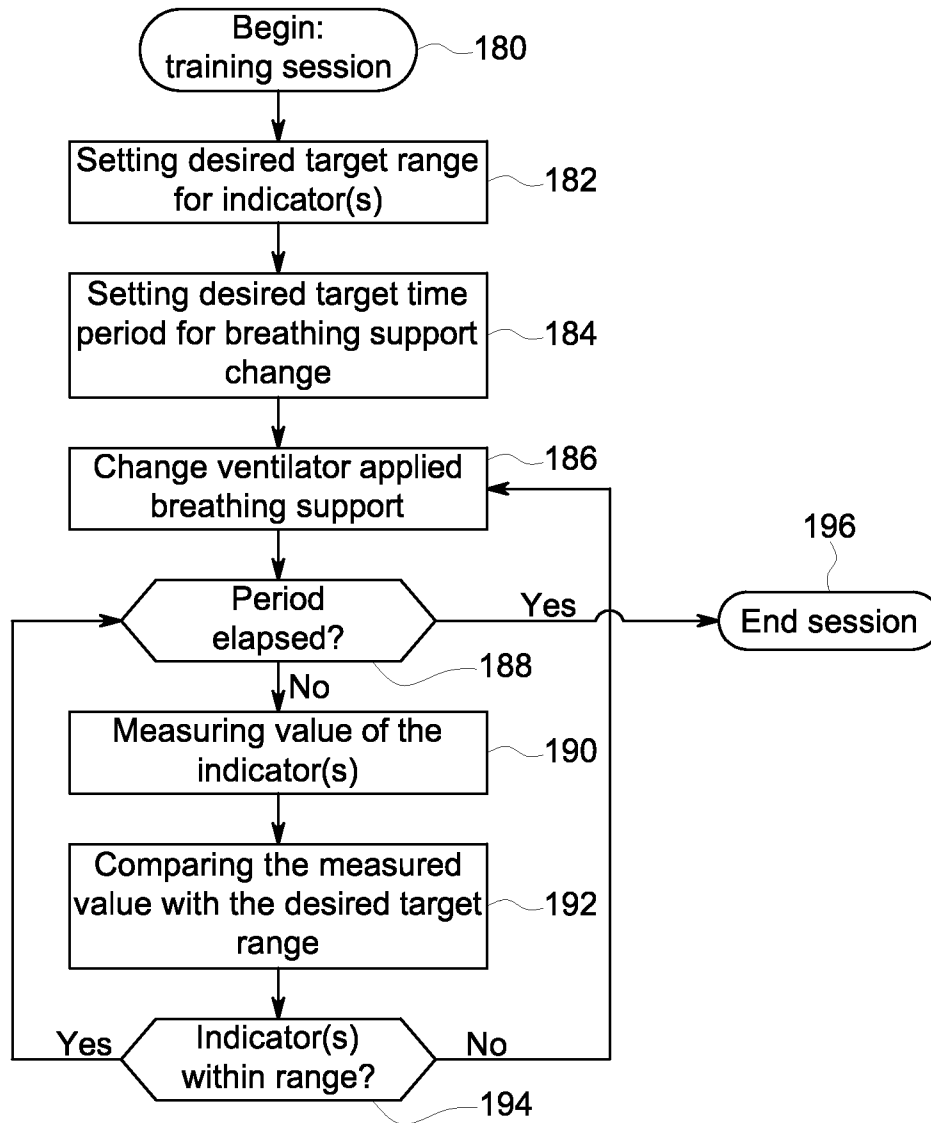 Begin:
training session
180
Setting desired target range
for indicator(s)
182
Setting desired target time
period for breathing support
change
184
Change ventilator applied
breathing support
186
196
End session
Period
elapsed?
Yes
188
No
Measuring value of the
indicator(s)
190
Comparing the measured
value with the desired target
range
192
Yes
Indicator(s)
within range?
No
194